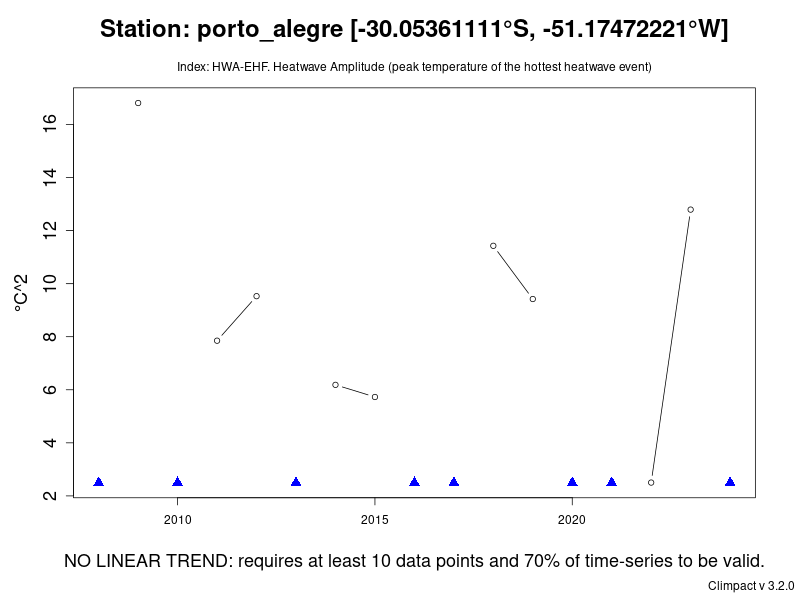 Station: porto_alegre [-30.05361111°S, -51.17472221°W]
Index: HWA-EHF. Heatwave Amplitude (peak temperature of the hottest heatwave event)
16
14
12
10
8
6
4
2
°C^2
2010 2015 2020
NO LINEAR TREND: requires at least 10 data points and 70% of time-series to be valid.
Climpact v 3.2.0